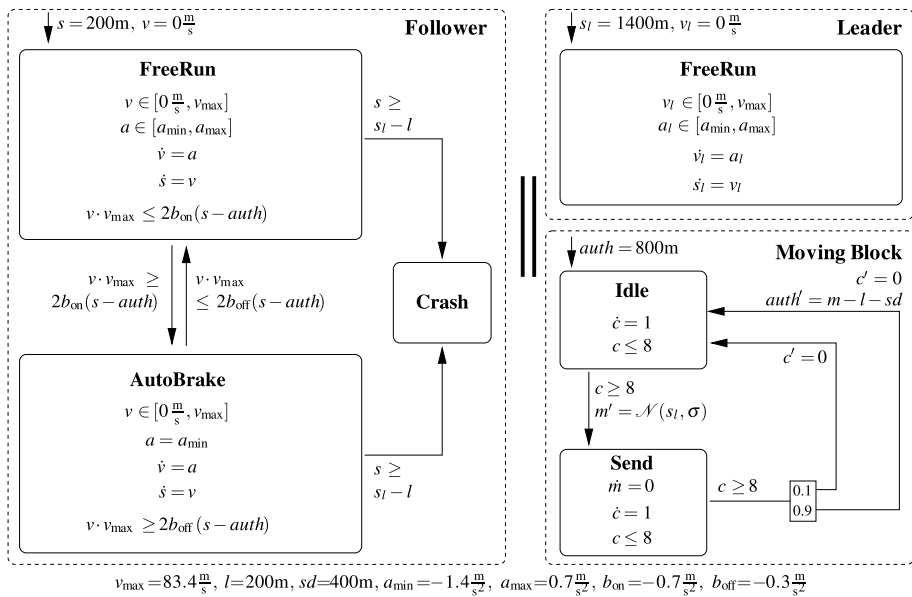 s = 200m, v = 0 m/s
Follower
FreeRun
v ∈ [0 m/s, v_max]
a ∈ [a_min, a_max]
v̇ = a
ṡ = v
v · v_max ≤ 2b_on(s − auth)
s ≥
s_l − l
v · v_max ≥
2b_on(s − auth)
v · v_max
≤ 2b_off(s − auth)
Crash
AutoBrake
v ∈ [0 m/s, v_max]
a = a_min
v̇ = a
ṡ = v
v · v_max ≥ 2b_off(s − auth)
s ≥
s_l − l
s_l = 1400m, v_l = 0 m/s
Leader
FreeRun
v_l ∈ [0 m/s, v_max]
a_l ∈ [a_min, a_max]
v̇_l = a_l
ṡ_l = v_l
auth = 800m
Moving Block
Idle
ċ = 1
c ≤ 8
c′ = 0
auth′ = m − l − sd
c′ = 0
c ≥ 8
m′ = 𝒩(s_l, σ)
Send
ṁ = 0
ċ = 1
c ≤ 8
c ≥ 8
0.1
0.9
v_max = 83.4 m/s, l = 200m, sd = 400m, a_min = −1.4 m/s², a_max = 0.7 m/s², b_on = −0.7 m/s², b_off = −0.3 m/s²